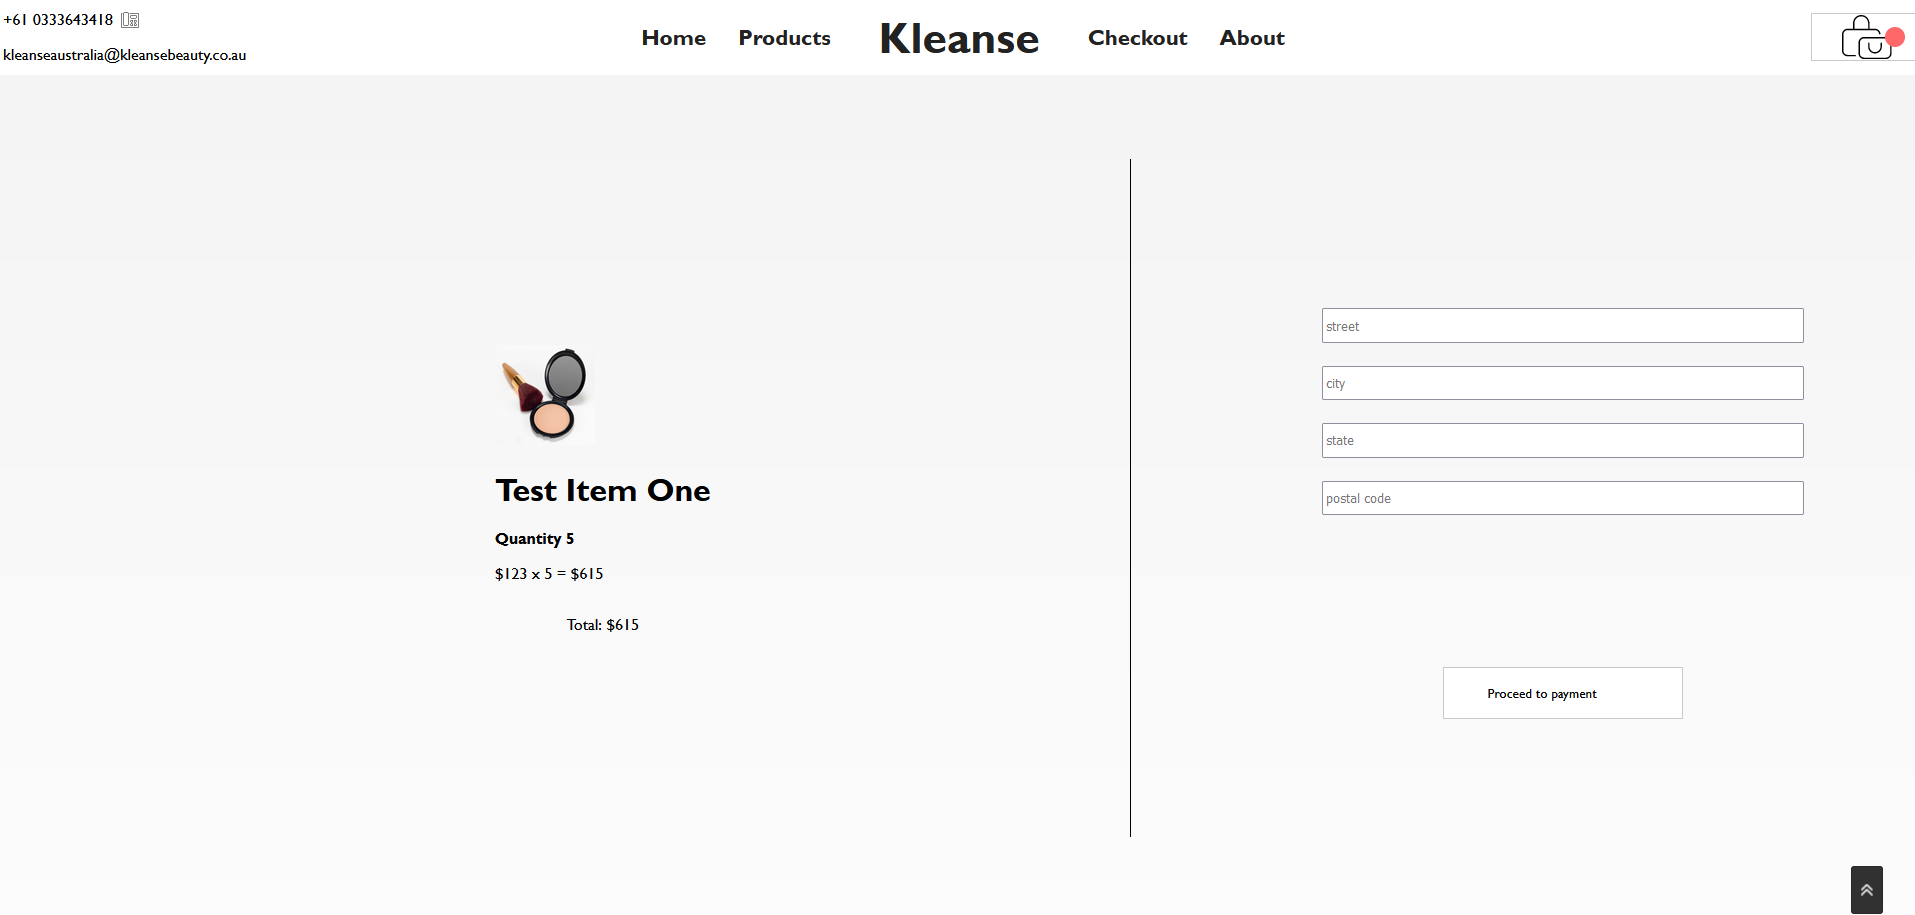 +61 0333643418
kleanseaustralia@kleansebeauty.co.au
Home Products Kleanse Checkout About
Test Item One
Quantity 5
$123 x 5 = $615
Total: $615
street
city
state
postal code
Proceed to payment